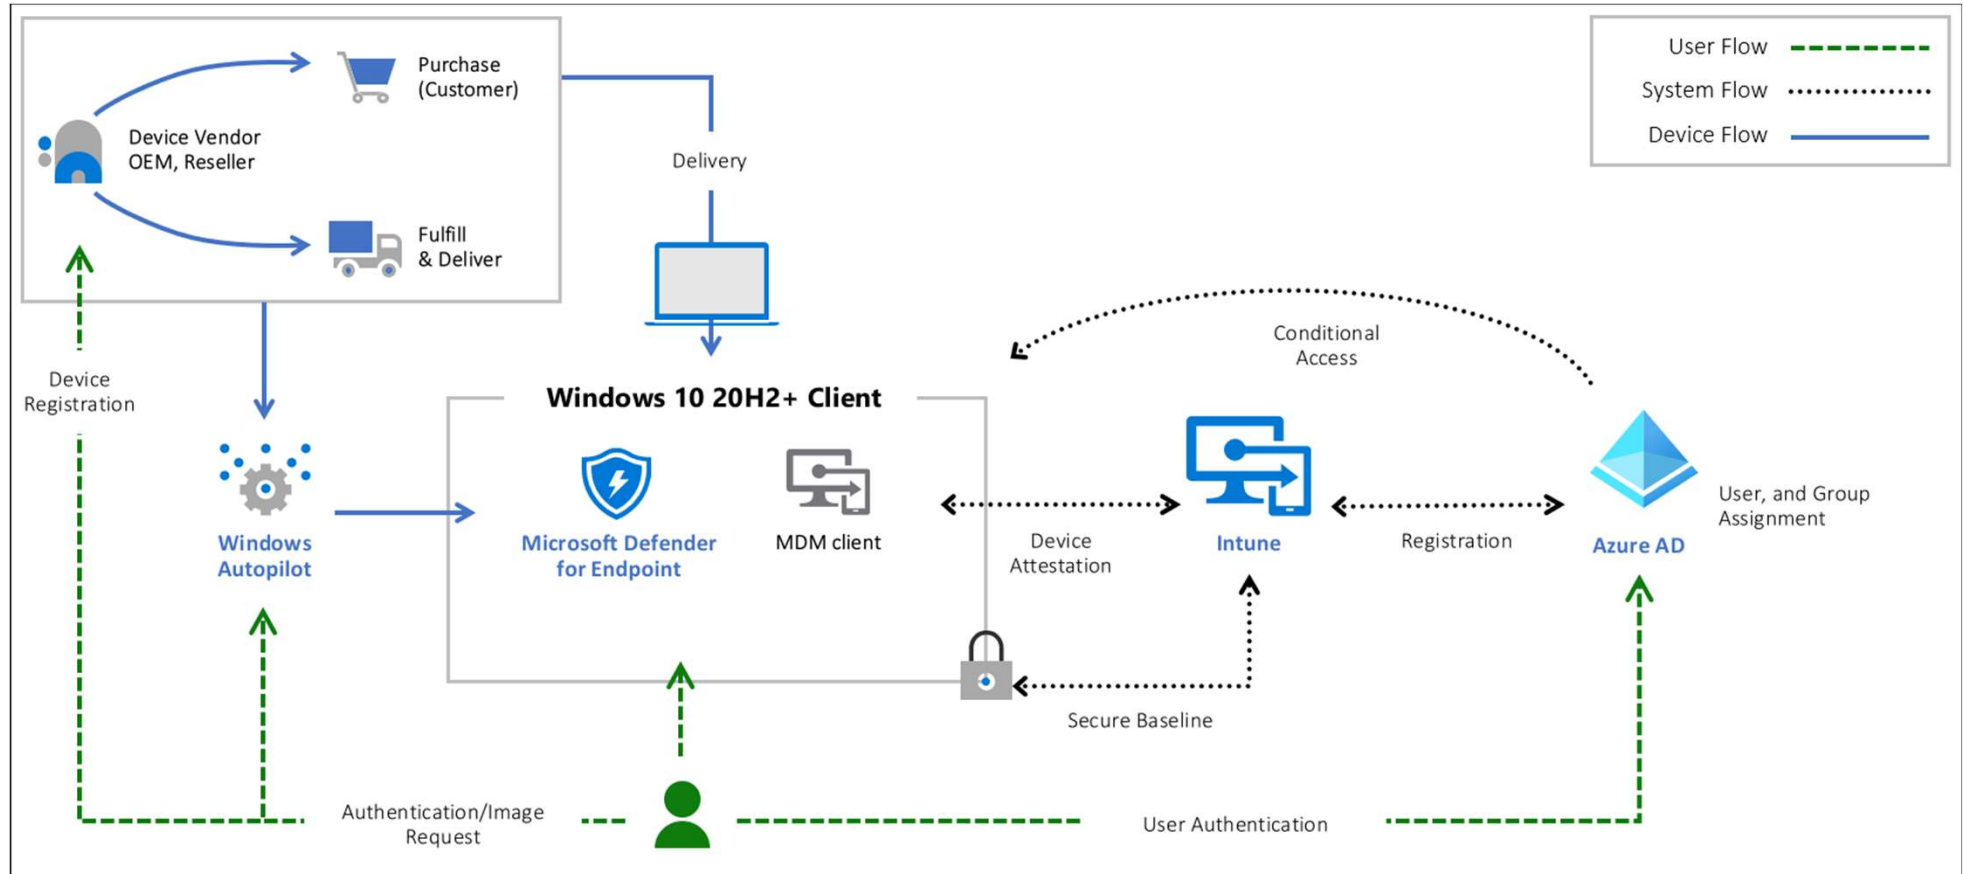 User Flow
System Flow
Device Flow
Purchase
(Customer)
Device Vendor
OEM, Reseller
Fulfill
& Deliver
Delivery
Device
Registration
Conditional
Access
Windows 10 20H2+ Client
Windows
Autopilot
Microsoft Defender
for Endpoint
MDM client
Device
Attestation
Intune
Registration
Azure AD
User, and Group
Assignment
Secure Baseline
Authentication/Image
Request
User Authentication